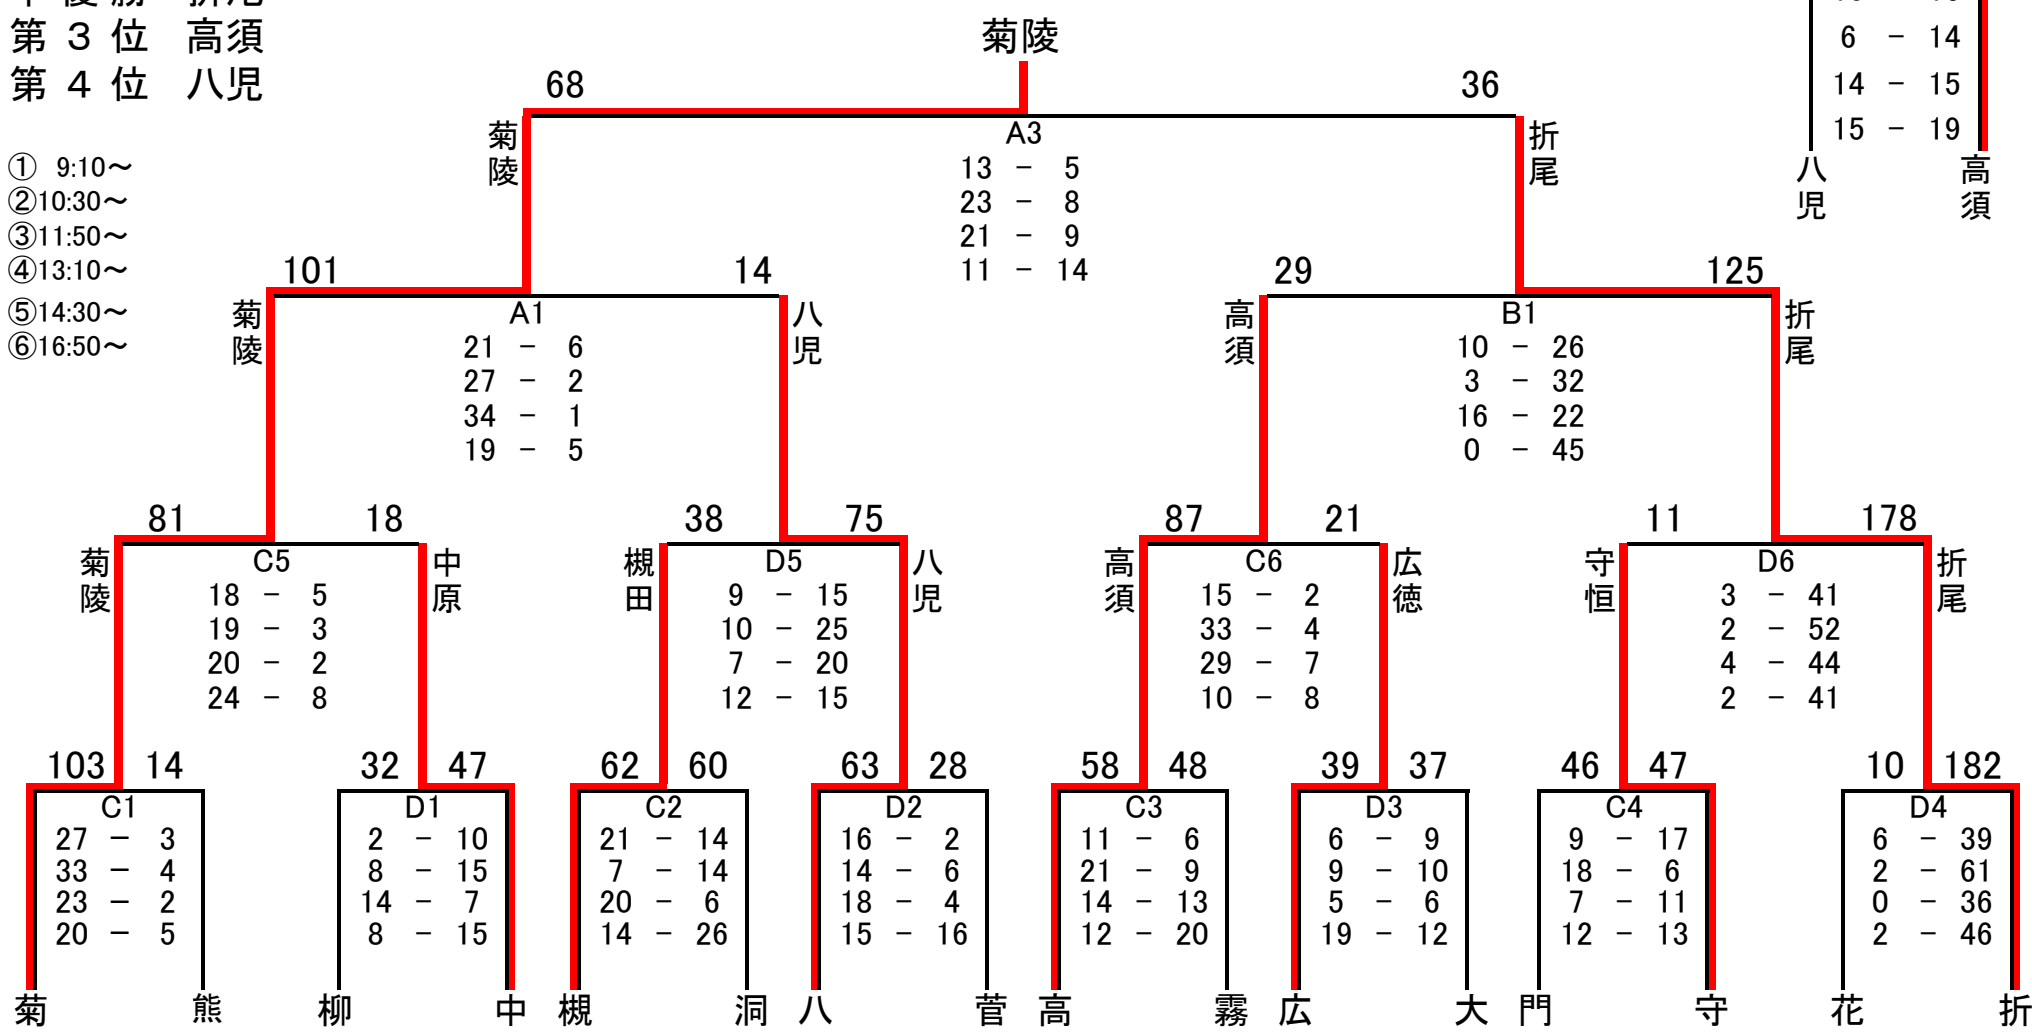 準優勝 折尾
第3位 高須
第4位 八児
菊陵
68 36
菊陵 折尾
A3
13 - 5
23 - 8
21 - 9
11 - 14
6 - 14
14 - 15
15 - 19
八児 高須
① 9:10～
②10:30～
③11:50～
④13:10～
⑤14:30～
⑥16:50～
101 14
菊陵 八児
A1
21 - 6
27 - 2
34 - 1
19 - 5
29 125
高須 折尾
B1
10 - 26
3 - 32
16 - 22
0 - 45
81 18
菊陵 中原
C5
18 - 5
19 - 3
20 - 2
24 - 8
38 75
槻田 八児
D5
9 - 15
10 - 25
7 - 20
12 - 15
87 21
高須 広徳
C6
15 - 2
33 - 4
29 - 7
10 - 8
11 178
守恒 折尾
D6
3 - 41
2 - 52
4 - 44
2 - 41
103 14
C1
27 - 3
33 - 4
23 - 2
20 - 5
菊 熊
32 47
D1
2 - 10
8 - 15
14 - 7
8 - 15
柳 中
62 60
C2
21 - 14
7 - 14
20 - 6
14 - 26
槻 洞
63 28
D2
16 - 2
14 - 6
18 - 4
15 - 16
八 菅
58 48
C3
11 - 6
21 - 9
14 - 13
12 - 20
高 霧
39 37
D3
6 - 9
9 - 10
5 - 6
19 - 12
広 大
46 47
C4
9 - 17
18 - 6
7 - 11
12 - 13
門 守
10 182
D4
6 - 39
2 - 61
0 - 36
2 - 46
花 折